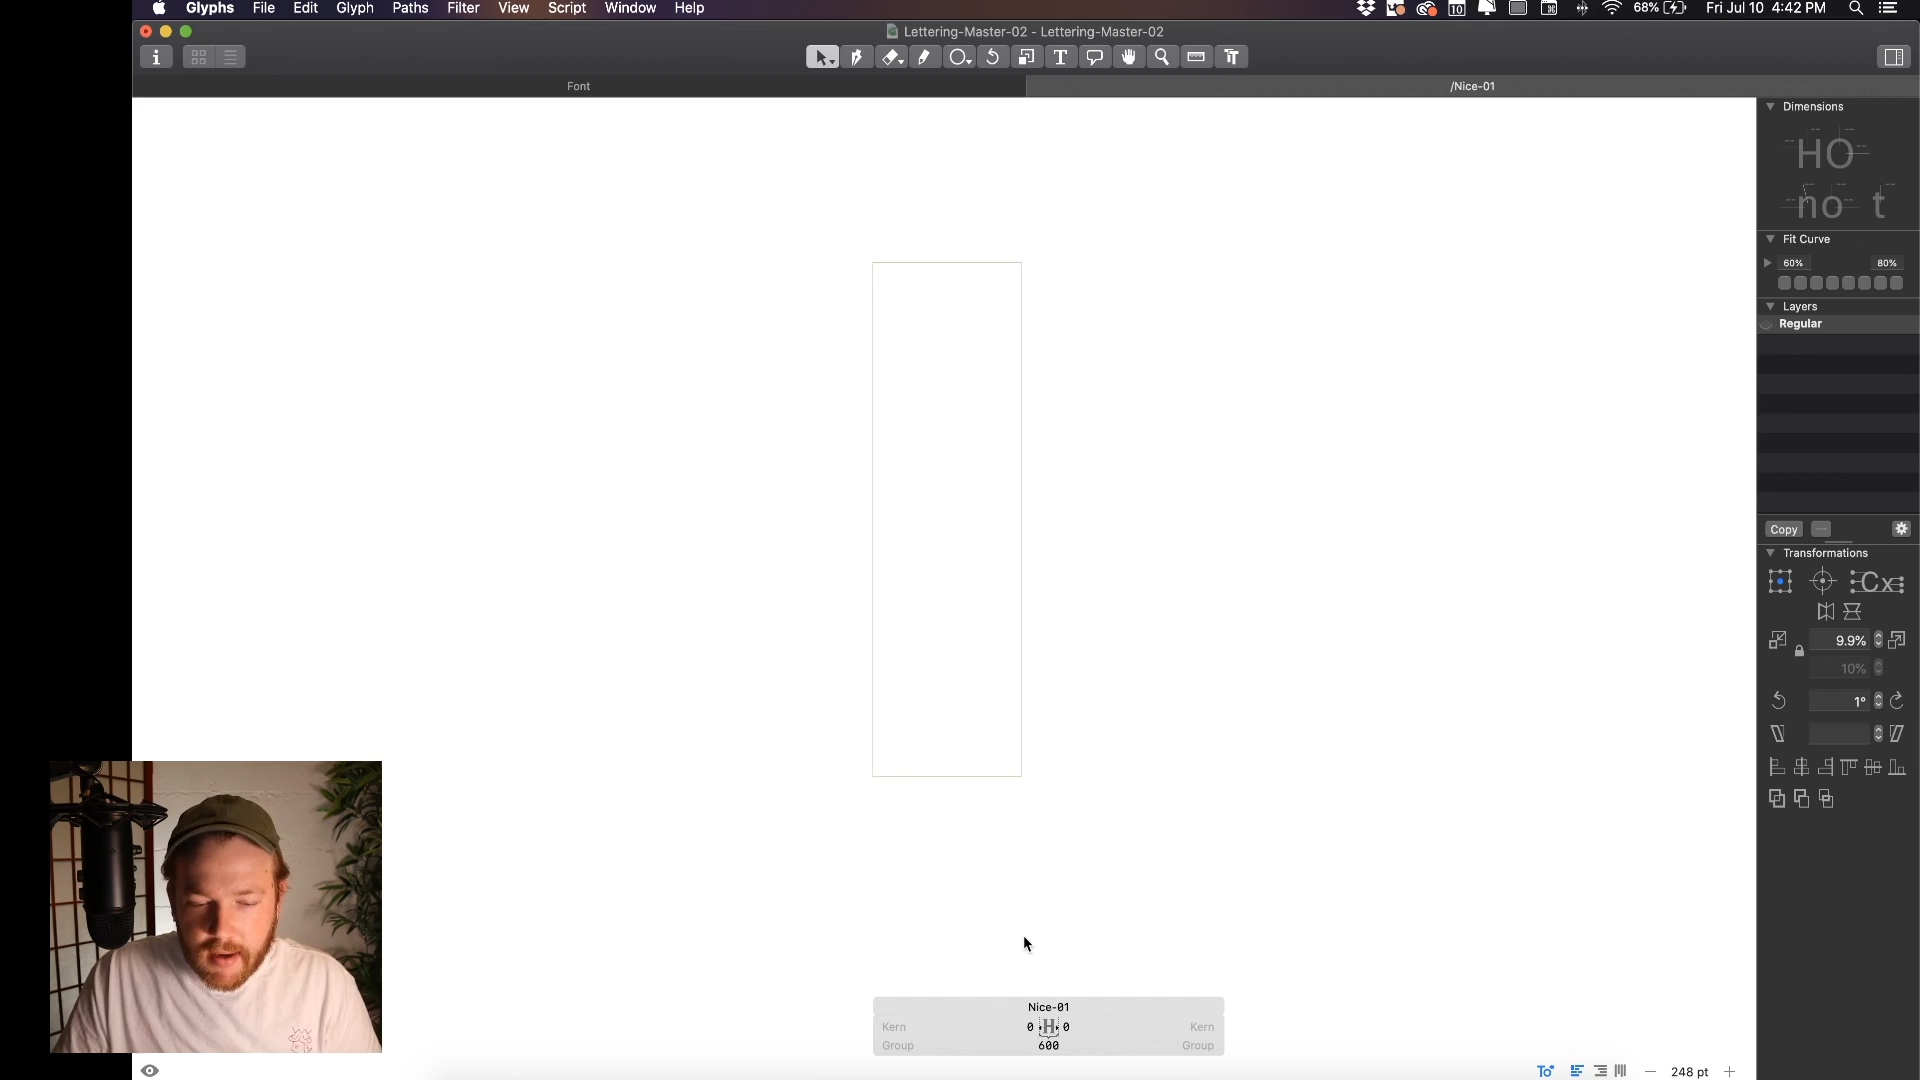 Glyphs File Edit Glyph Paths Filter View Script Window Help
10
68%
Fri Jul 10 4:42 PM
Lettering-Master-02 - Lettering-Master-02
Font
/Nice-01
Dimensions
HO
no t
Fit Curve
60% 80%
Layers
Regular
Copy
Transformations
Cx
9.9%
10%
1°
Nice-01
Kern 0 H 0 Kern
Group 600 Group
248 pt